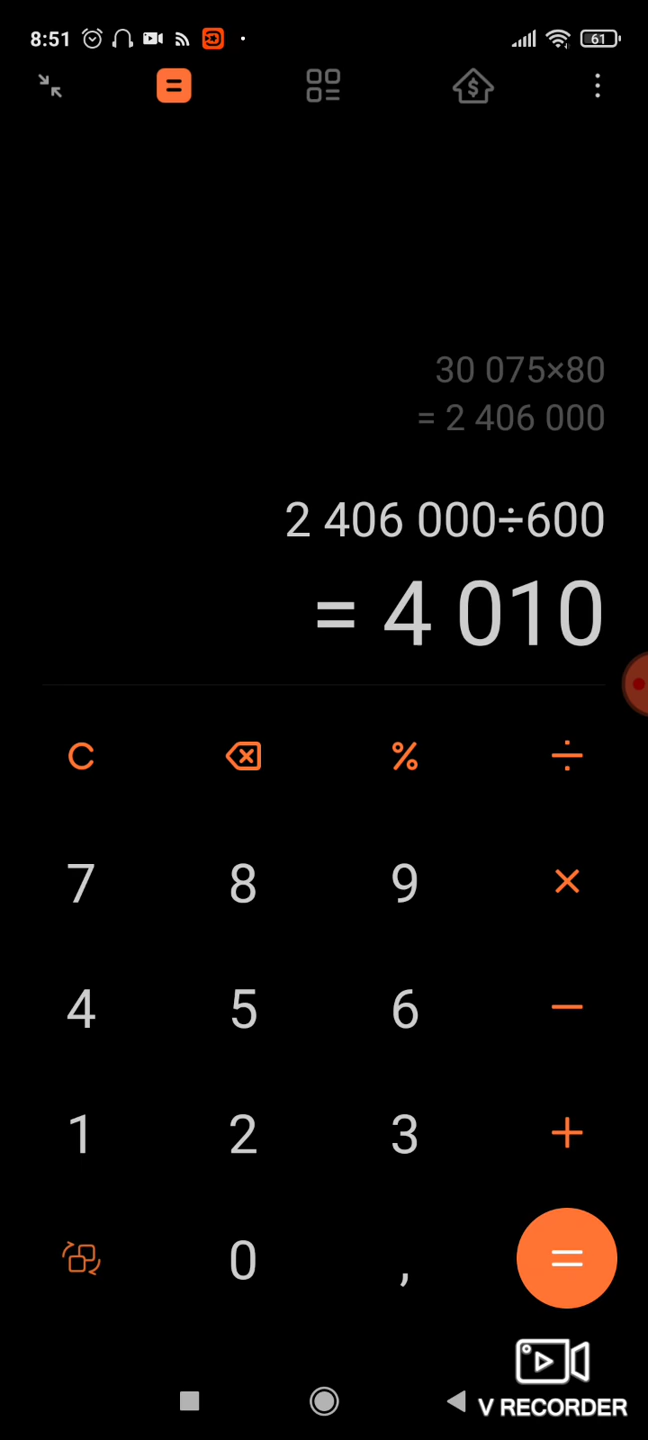 8:51
61
30 075×80
= 2 406 000
2 406 000÷600
= 4 010
C % ÷
7 8 9 ×
4 5 6 −
1 2 3 +
0 , =
V RECORDER